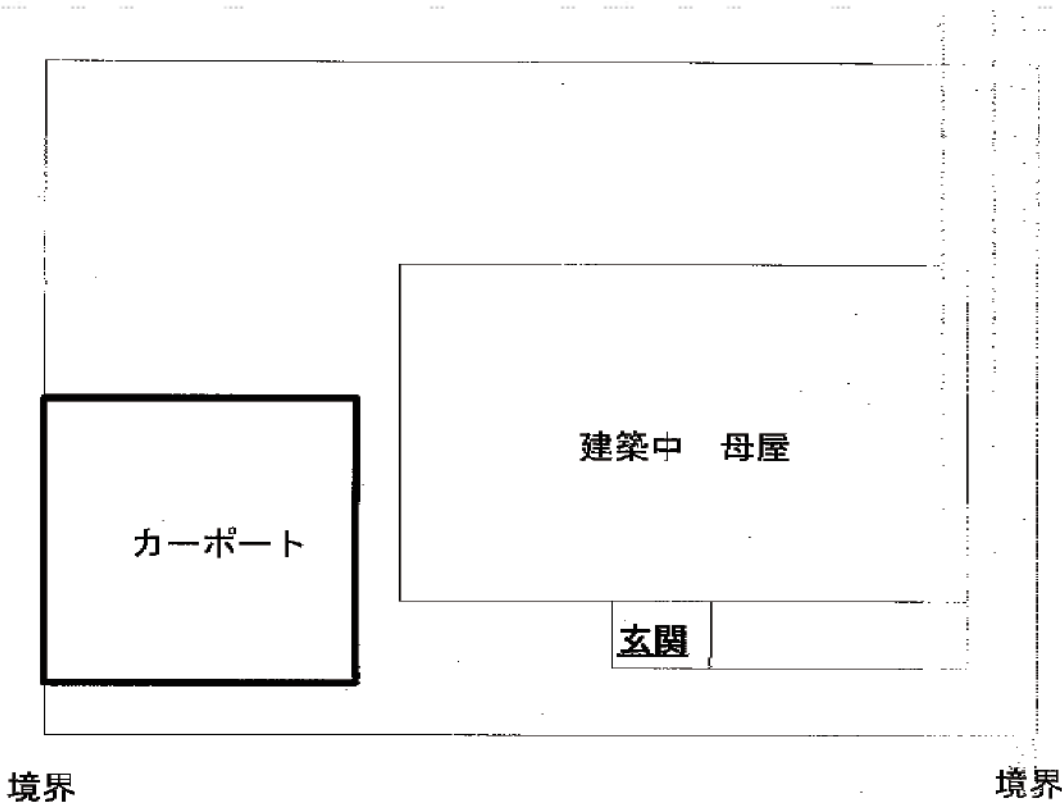 建築中 母屋
カーポート
玄関
境界
境界